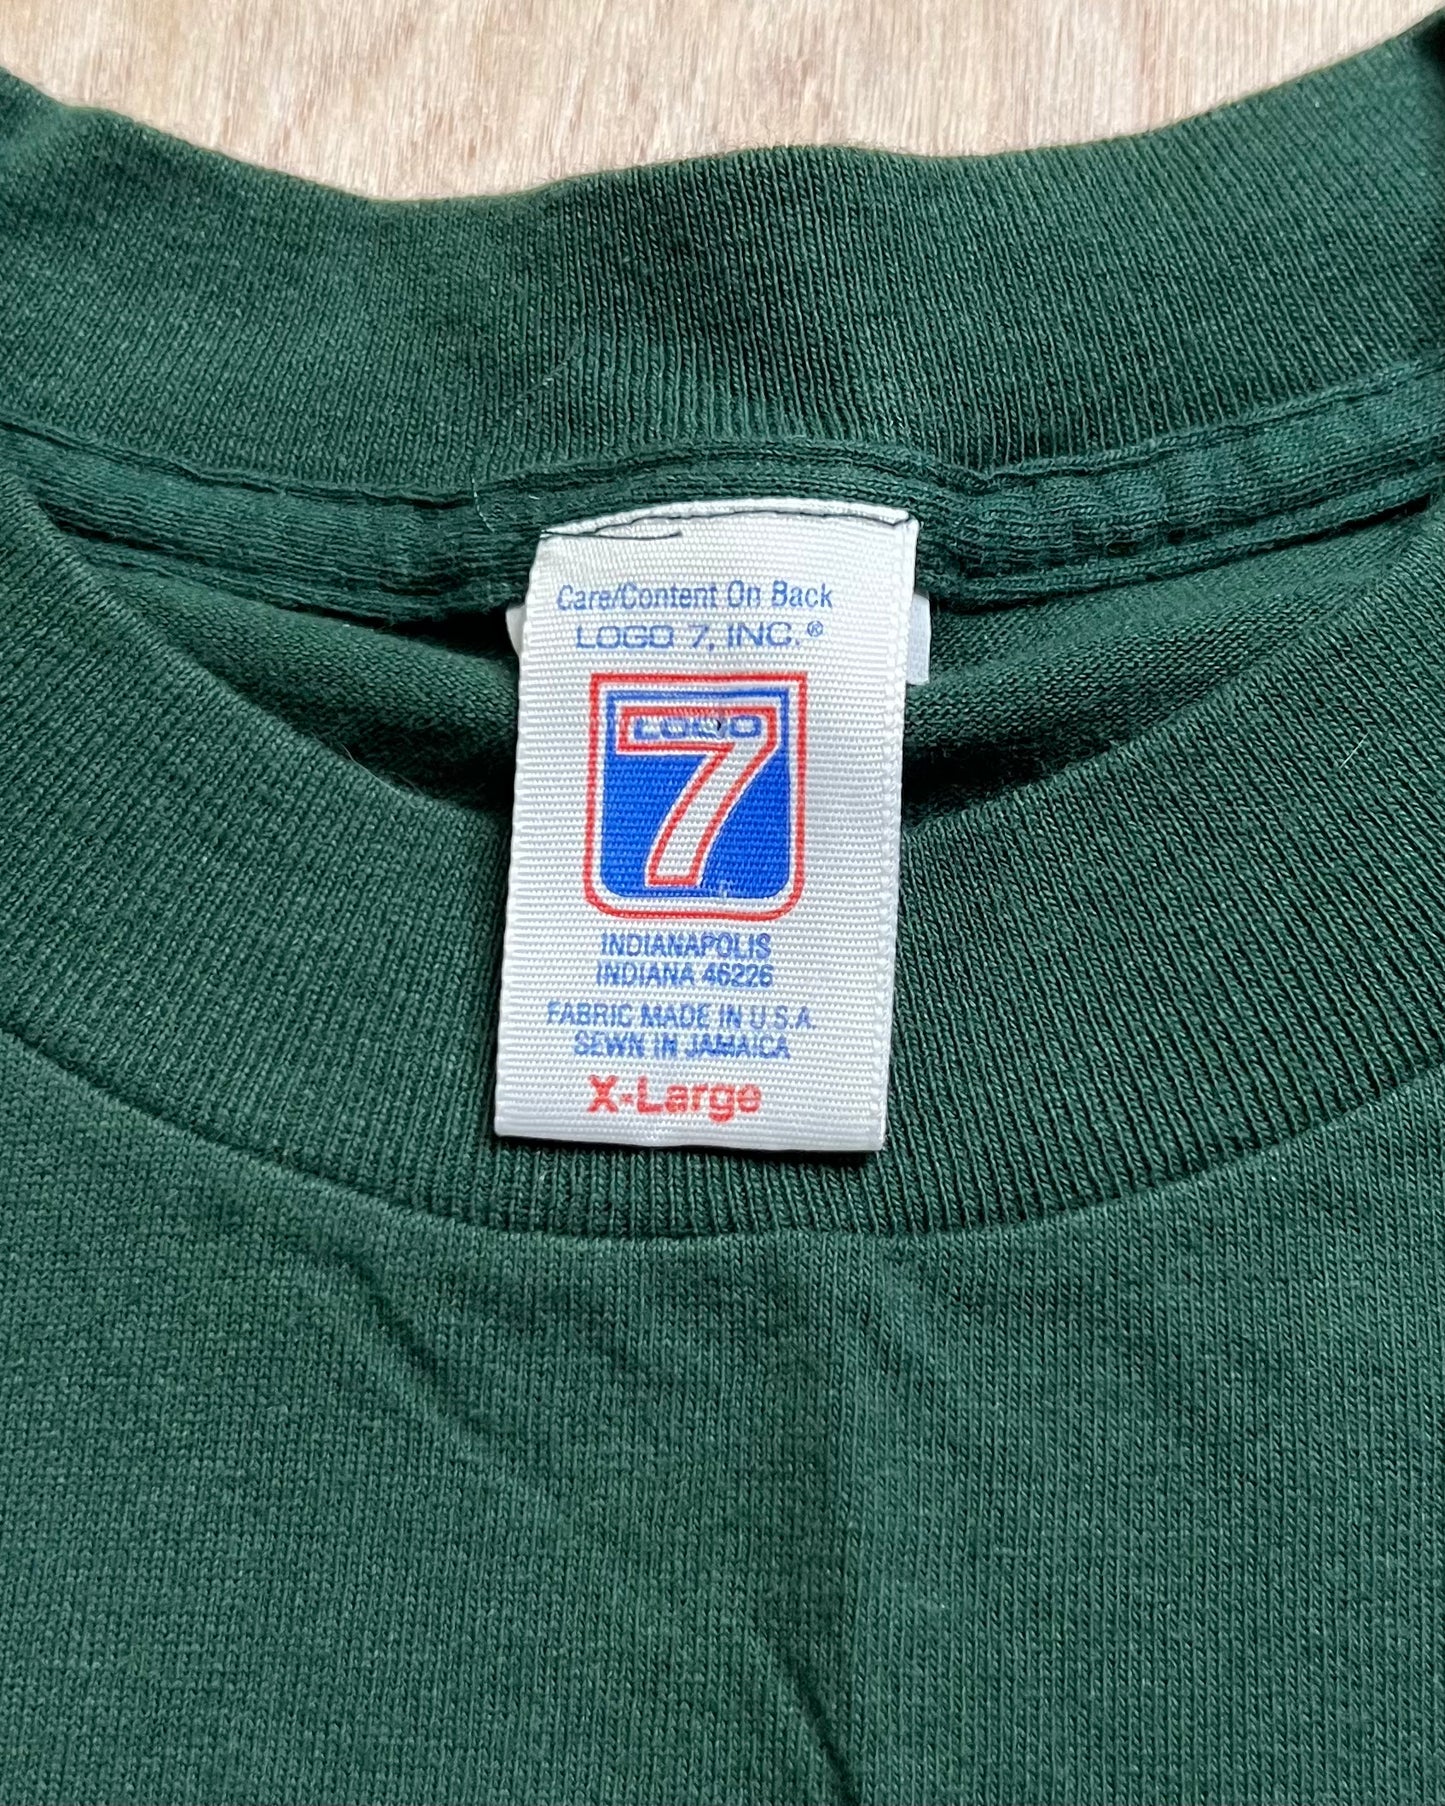 Care/Content On Back
LOGO 7, INC.®
LOGO
7
INDIANAPOLIS
INDIANA 46226
FABRIC MADE IN U.S.A.
SEWN IN JAMAICA
X-Large